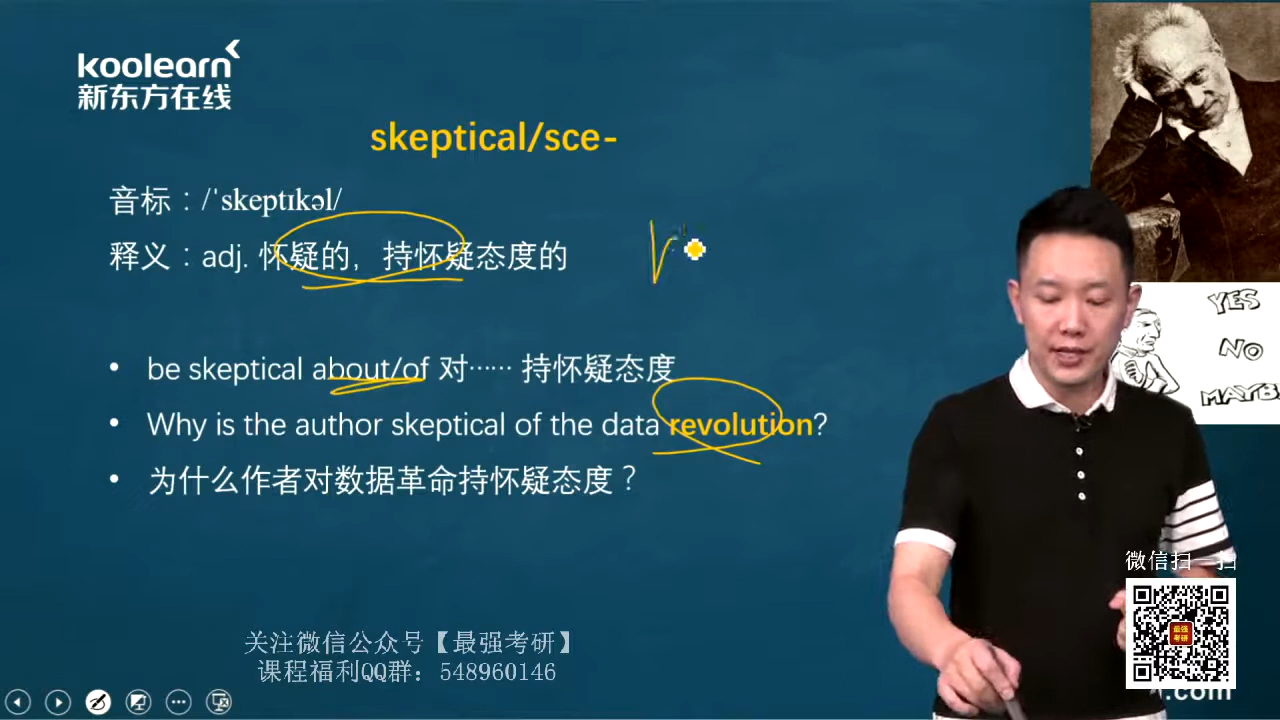 koolearn
新东方在线
skeptical/sce-
音标：/ˈskeptɪkəl/
释义：adj. 怀疑的，持怀疑态度的
• be skeptical about/of 对…… 持怀疑态度
• Why is the author skeptical of the data revolution?
• 为什么作者对数据革命持怀疑态度？
YES
NO
MAYB
微信扫一扫
最强
考研
关注微信公众号【最强考研】
课程福利QQ群：548960146
.com